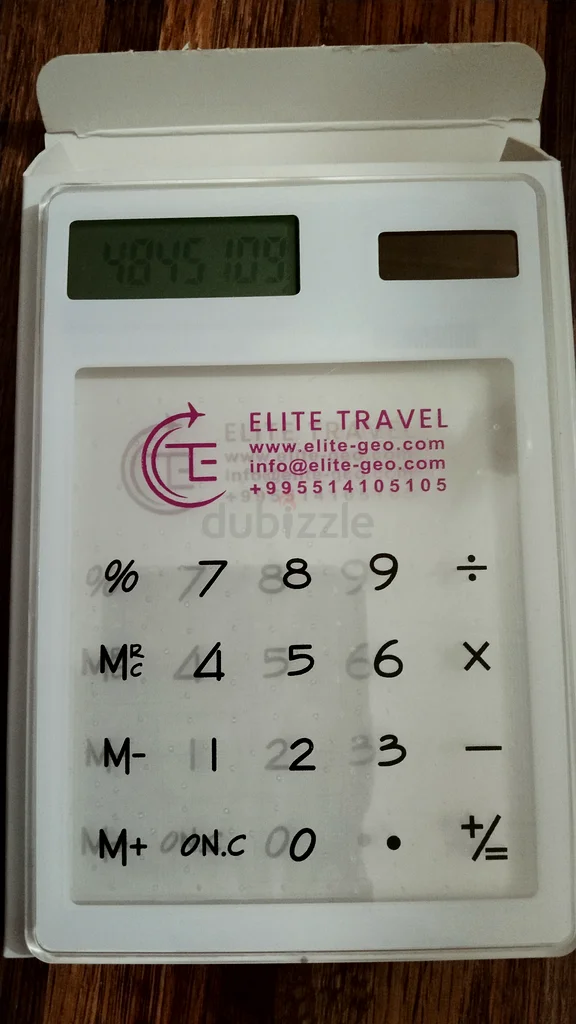 4845109
ELITE TRAVEL
www.elite-geo.com
info@elite-geo.com
+995514105105
dubizzle
% 7 8 9 ÷
MRC 4 5 6 ×
M- 1 2 3 −
M+ ON.C 0 . +/=